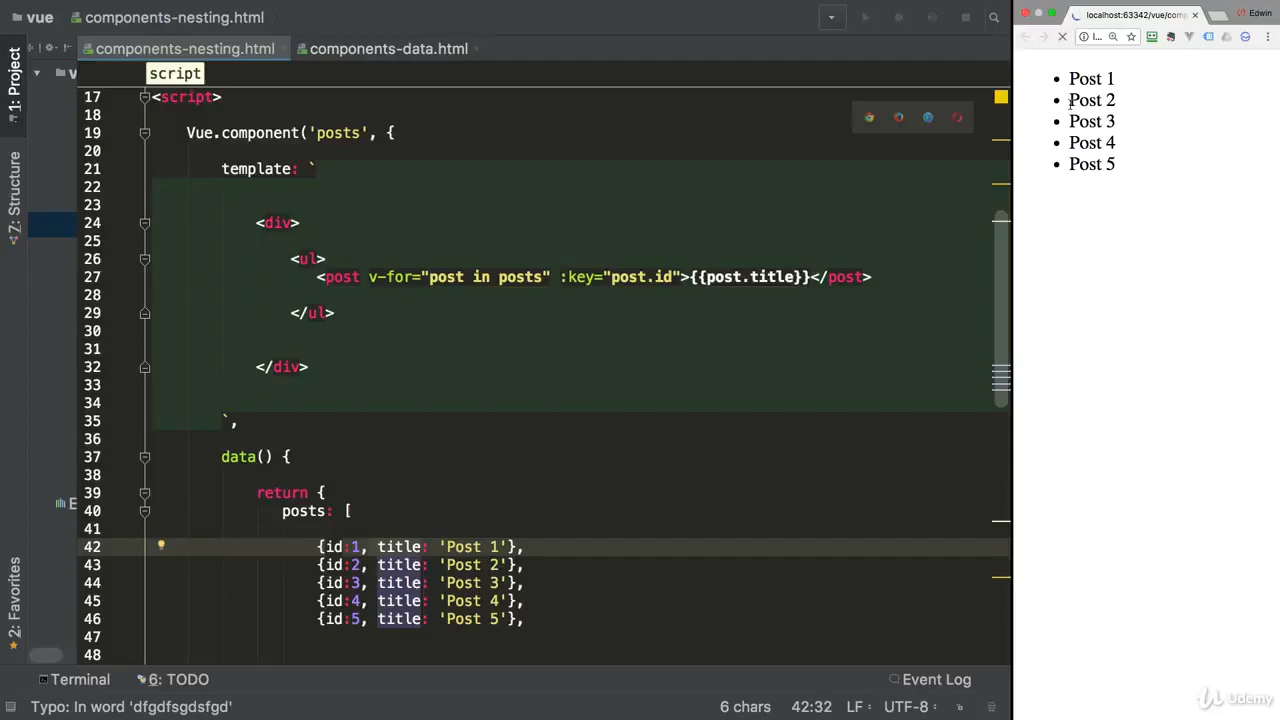 vue components-nesting.html
components-nesting.html components-data.html
script
1: Project
Z: Structure
2: Favorites
17 <script>
18
19 Vue.component('posts', {
20
21 template: `
22
23
24 <div>
25
26 <ul>
27 <post v-for="post in posts" :key="post.id">{{post.title}}</post>
28
29 </ul>
30
31
32 </div>
33
34
35 `,
36
37 data() {
38
39 return {
40 posts: [
41
42 {id:1, title: 'Post 1'},
43 {id:2, title: 'Post 2'},
44 {id:3, title: 'Post 3'},
45 {id:4, title: 'Post 4'},
46 {id:5, title: 'Post 5'},
47
48
Terminal 6: TODO Event Log
Typo: In word 'dfgdfsgdsfgd' 6 chars 42:32 LF UTF-8
localhost:63342/vue/comp Edwin
Post 1
Post 2
Post 3
Post 4
Post 5
Udemy